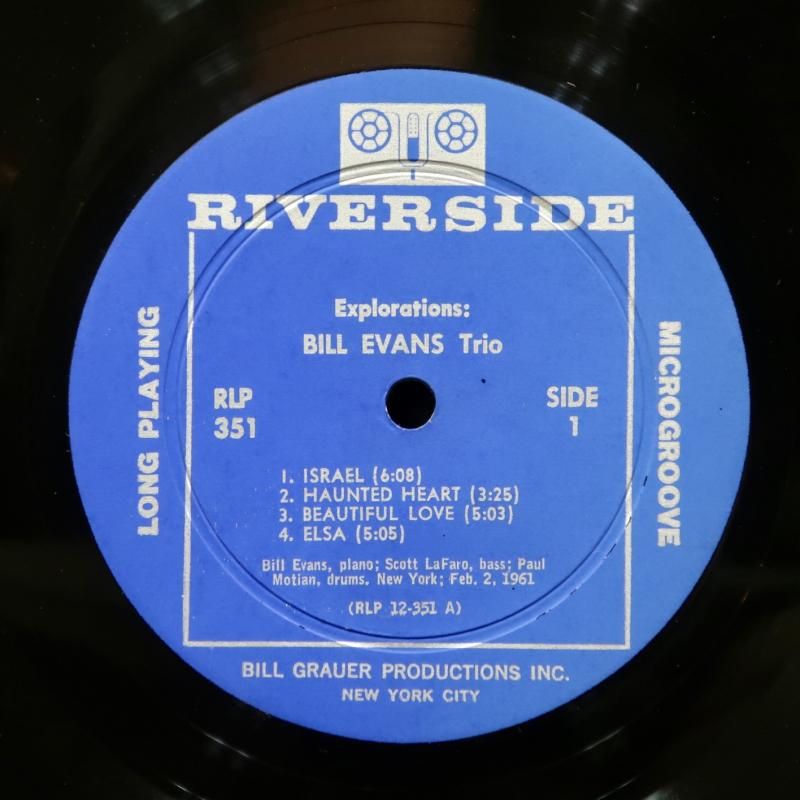 RIVERSIDE
Explorations:
BILL EVANS Trio
LONG PLAYING
MICROGROOVE
RLP
351
SIDE
1
1. ISRAEL (6:08)
2. HAUNTED HEART (3:25)
3. BEAUTIFUL LOVE (5:03)
4. ELSA (5:05)
Bill Evans, piano; Scott LaFaro, bass; Paul
Motian, drums. New York; Feb. 2, 1961
(RLP 12-351 A)
BILL GRAUER PRODUCTIONS INC.
NEW YORK CITY